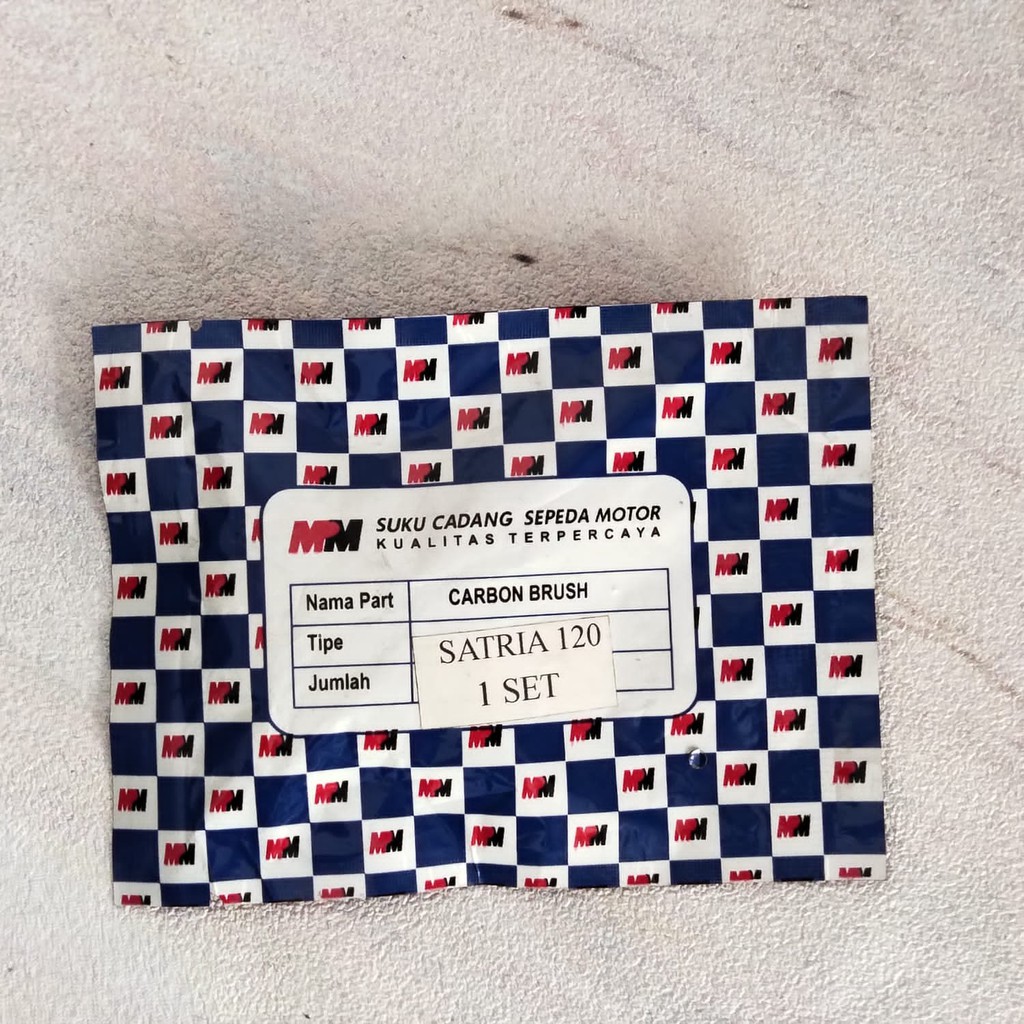 MPM SUKU CADANG SEPEDA MOTOR
KUALITAS TERPERCAYA
Nama Part CARBON BRUSH
Tipe SATRIA 120
Jumlah 1 SET